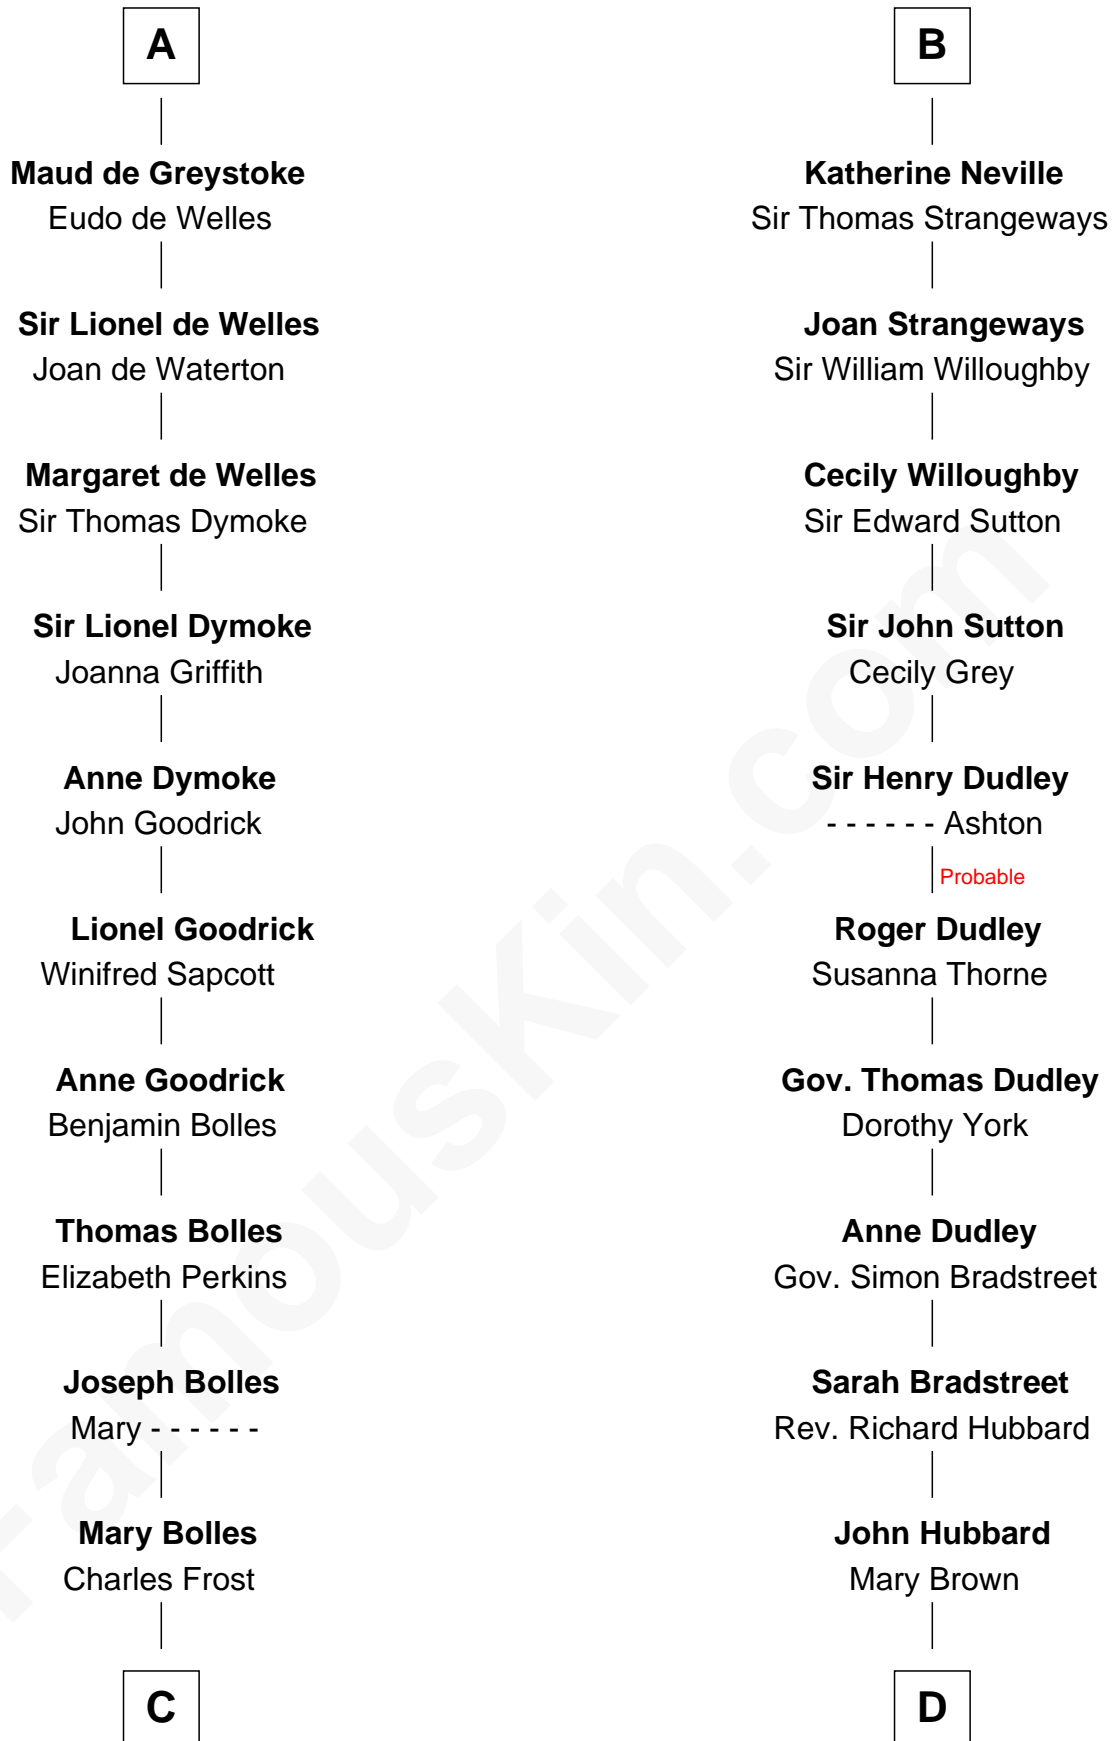 A
Maud de Greystoke
Eudo de Welles
Sir Lionel de Welles
Joan de Waterton
Margaret de Welles
Sir Thomas Dymoke
Sir Lionel Dymoke
Joanna Griffith
Anne Dymoke
John Goodrick
Lionel Goodrick
Winifred Sapcott
Anne Goodrick
Benjamin Bolles
Thomas Bolles
Elizabeth Perkins
Joseph Bolles
Mary - - - - - -
Mary Bolles
Charles Frost
C
B
Katherine Neville
Sir Thomas Strangeways
Joan Strangeways
Sir William Willoughby
Cecily Willoughby
Sir Edward Sutton
Sir John Sutton
Cecily Grey
Sir Henry Dudley
- - - - - - Ashton
Probable
Roger Dudley
Susanna Thorne
Gov. Thomas Dudley
Dorothy York
Anne Dudley
Gov. Simon Bradstreet
Sarah Bradstreet
Rev. Richard Hubbard
John Hubbard
Mary Brown
D
FamousKin.com